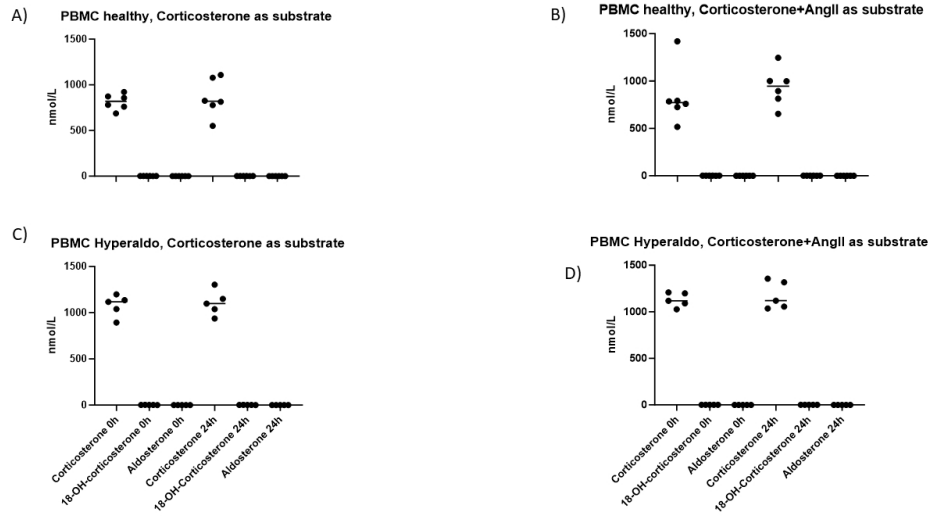 A)
PBMC healthy, Corticosterone as substrate
1500
1000
500
0
nmol/L
B)
PBMC healthy, Corticosterone+AngII as substrate
1500
1000
500
0
nmol/L
C)
PBMC Hyperaldo, Corticosterone as substrate
1500
1000
500
0
nmol/L
Corticosterone 0h
18-OH-corticosterone 0h
Aldosterone 0h
Corticosterone 24h
18-OH-Corticosterone 24h
Aldosterone 24h
D)
PBMC Hyperaldo, Corticosterone+AngII as substrate
1500
1000
500
0
nmol/L
Corticosterone 0h
18-OH-corticosterone 0h
Aldosterone 0h
Corticosterone 24h
18-OH-Corticosterone 24h
Aldosterone 24h